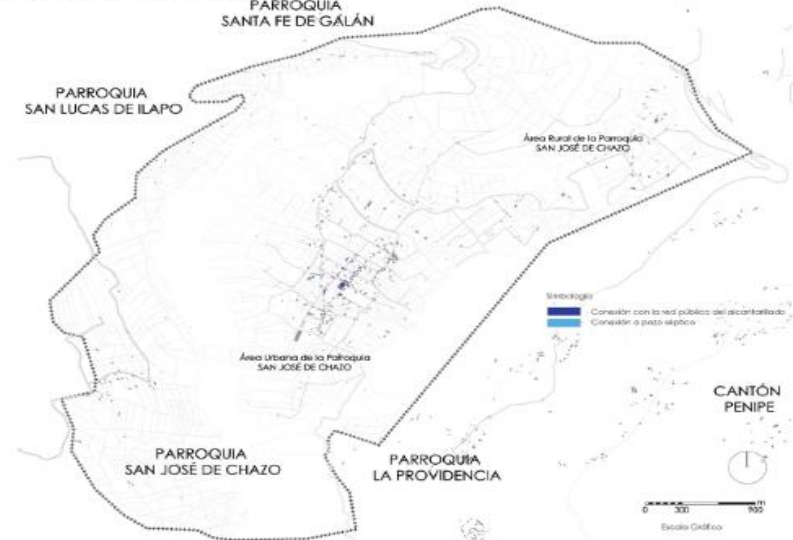 PARROQUIA
SANTA FE DE GALÁN
PARROQUIA
SAN LUCAS DE ILAPO
Área Rural de la Parroquia
SAN JOSÉ DE CHAZO
Simbología
Conexión con la red pública del alcantarillado
Conexión a pozo séptico
Área Urbana de la Parroquia
SAN JOSÉ DE CHAZO
CANTÓN
PENIPE
PARROQUIA
SAN JOSÉ DE CHAZO
PARROQUIA
LA PROVIDENCIA
m
0 300 900
Escala Gráfica